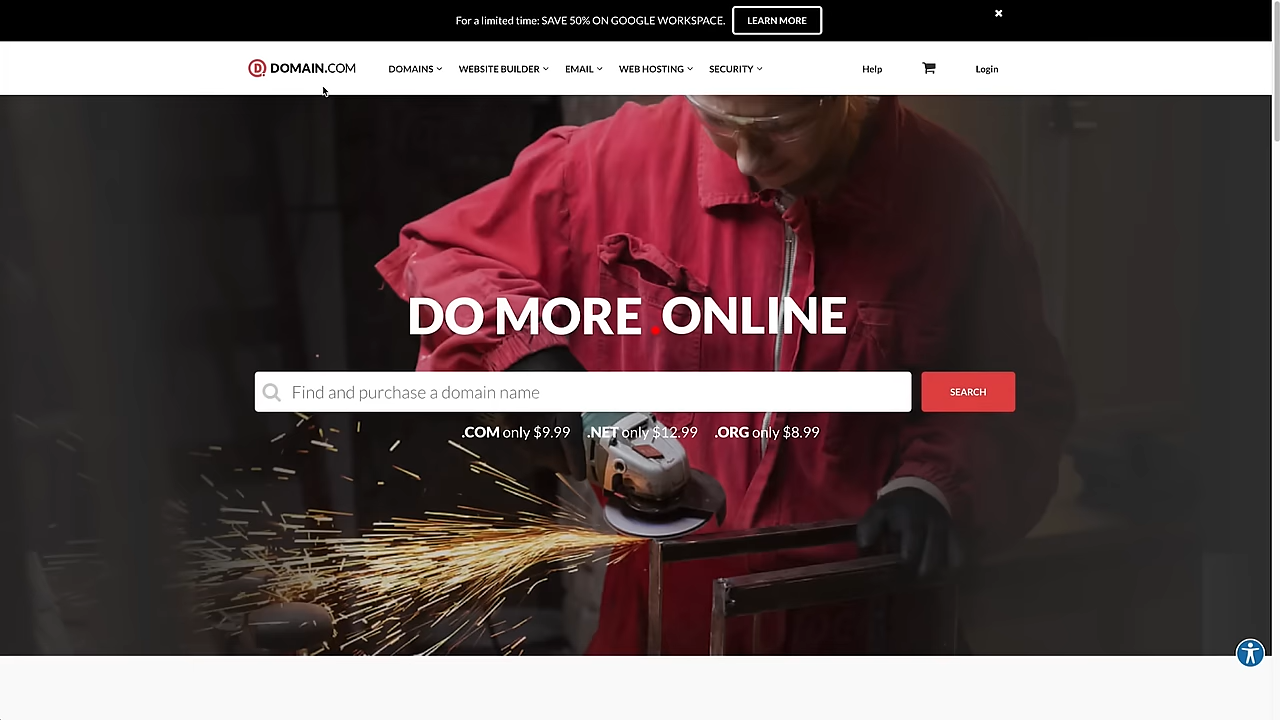 For a limited time: SAVE 50% ON GOOGLE WORKSPACE. LEARN MORE
DOMAIN.COM DOMAINS WEBSITE BUILDER EMAIL WEB HOSTING SECURITY Help Login
DO MORE .ONLINE
Find and purchase a domain name SEARCH
.COM only $9.99 .NET only $12.99 .ORG only $8.99